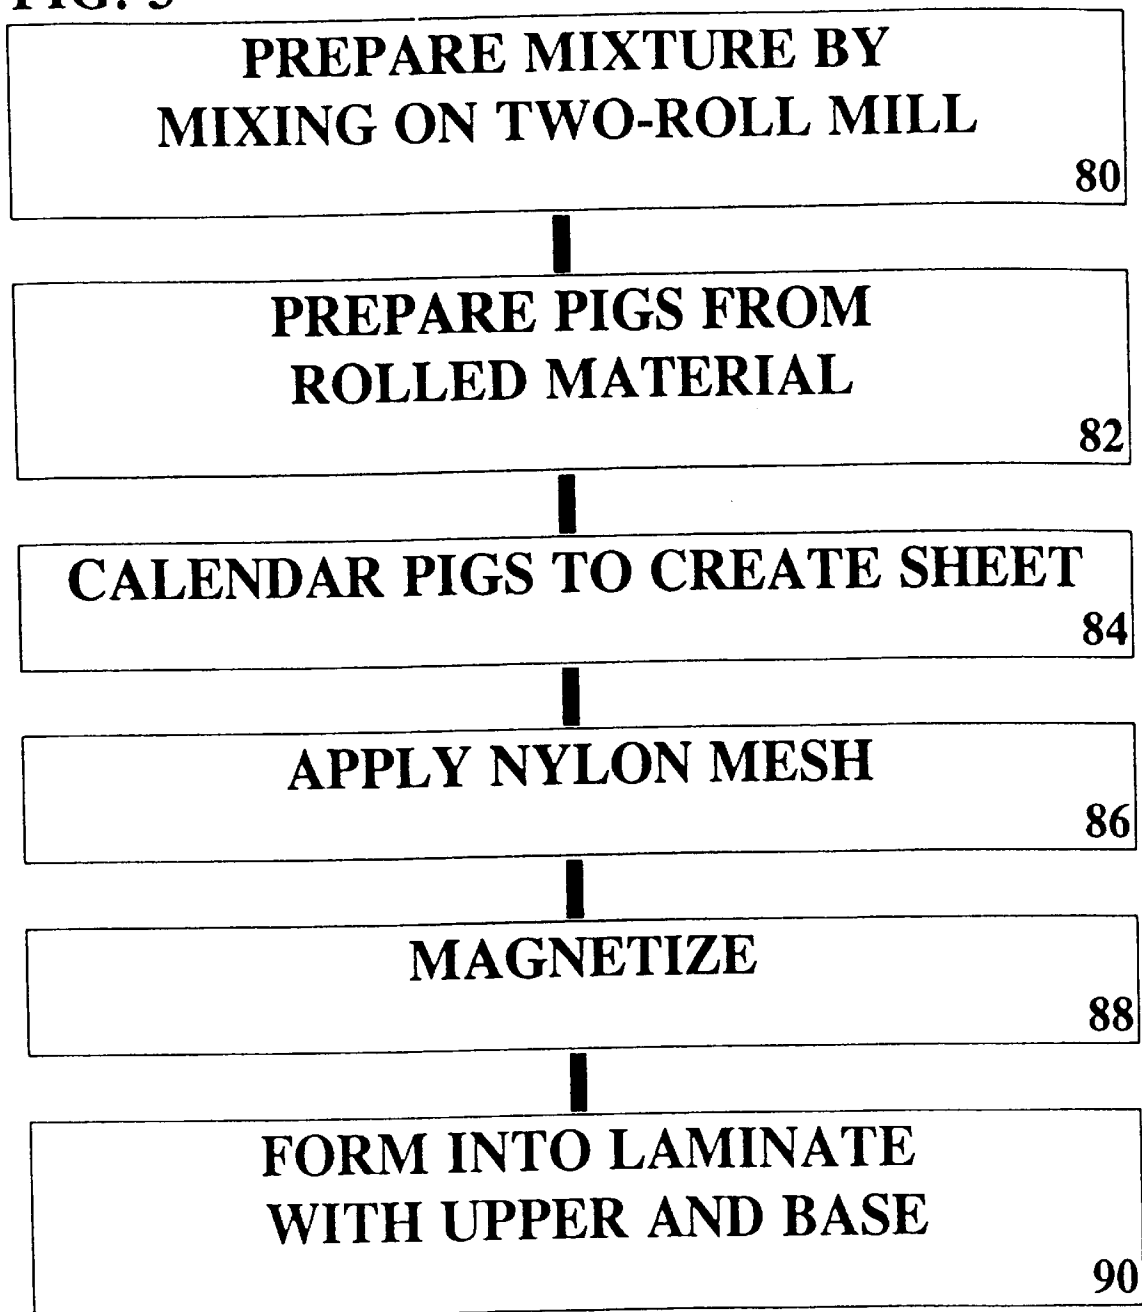 PREPARE MIXTURE BY
MIXING ON TWO-ROLL MILL
80
PREPARE PIGS FROM
ROLLED MATERIAL
82
CALENDAR PIGS TO CREATE SHEET
84
APPLY NYLON MESH
86
MAGNETIZE
88
FORM INTO LAMINATE
WITH UPPER AND BASE
90